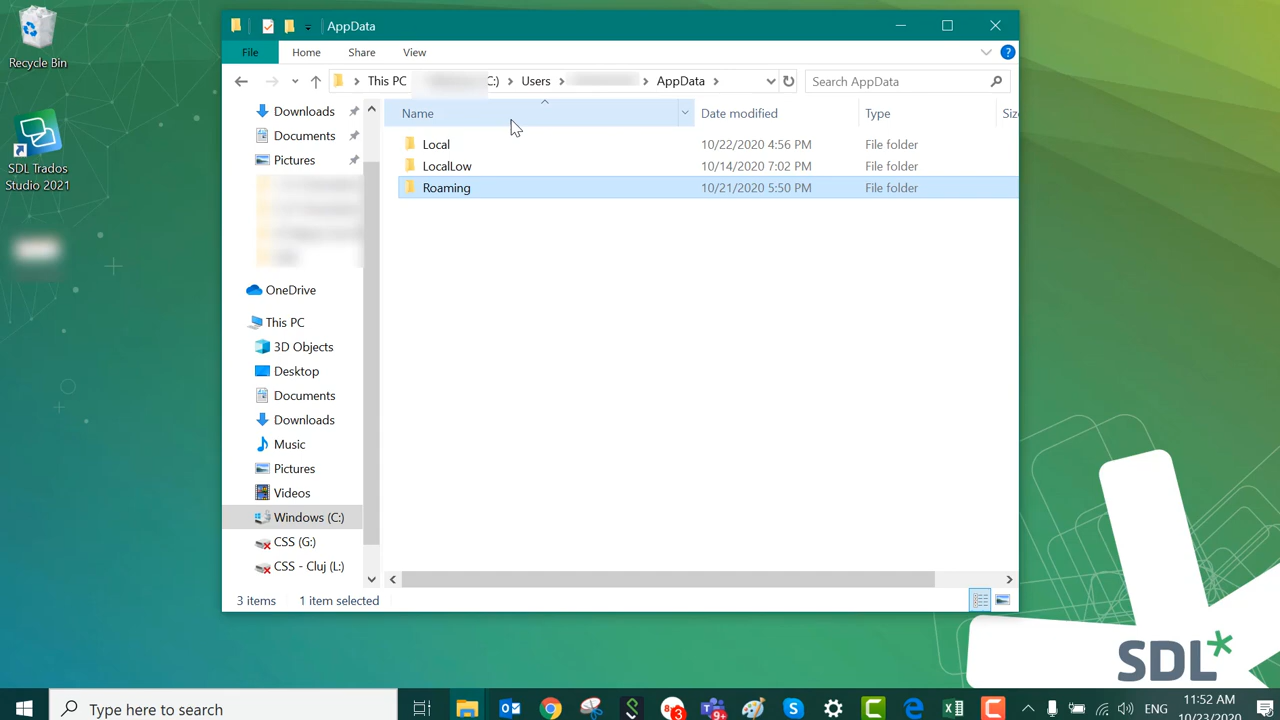 Recycle Bin
SDL Trados
Studio 2021
AppData
File Home Share View
This PC C:) Users AppData
Search AppData
Name Date modified Type Siz
Local 10/22/2020 4:56 PM File folder
LocalLow 10/14/2020 7:02 PM File folder
Roaming 10/21/2020 5:50 PM File folder
Downloads
Documents
Pictures
OneDrive
This PC
3D Objects
Desktop
Documents
Downloads
Music
Pictures
Videos
Windows (C:)
CSS (G:)
CSS - Cluj (L:)
3 items 1 item selected
SDL*
Type here to search
8 3
9+
ENG
11:52 AM
10/23/2020